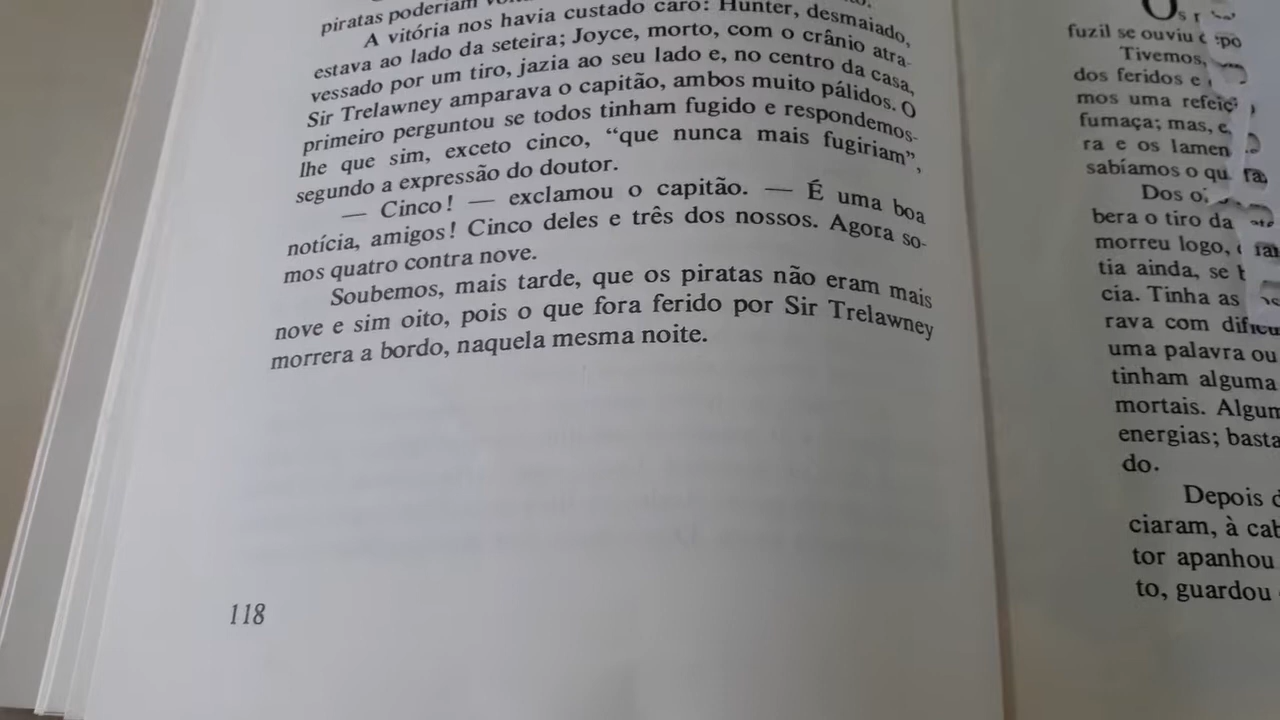 piratas poderiam
A vitória nos havia custado caro: Hunter, desmaiado,
estava ao lado da seteira; Joyce, morto, com o crânio atra-
vessado por um tiro, jazia ao seu lado e, no centro da casa,
Sir Trelawney amparava o capitão, ambos muito pálidos. O
primeiro perguntou se todos tinham fugido e respondemos-
lhe que sim, exceto cinco, “que nunca mais fugiriam”,
segundo a expressão do doutor.
— Cinco! — exclamou o capitão. — É uma boa
notícia, amigos! Cinco deles e três dos nossos. Agora so-
mos quatro contra nove.
Soubemos, mais tarde, que os piratas não eram mais
nove e sim oito, pois o que fora ferido por Sir Trelawney
morrera a bordo, naquela mesma noite.
118
Os
fuzil se ouviu
Tivemos,
dos feridos e
mos uma
fumaça; mas,
ra e os
sabíamos o
Dos
bera o tiro da
morreu logo,
tia ainda, se
cia. Tinha as
rava com
uma palavra ou
tinham alguma
mortais.
energias;
do.
Depois
ciaram, à
tor apanhou
to, guardou